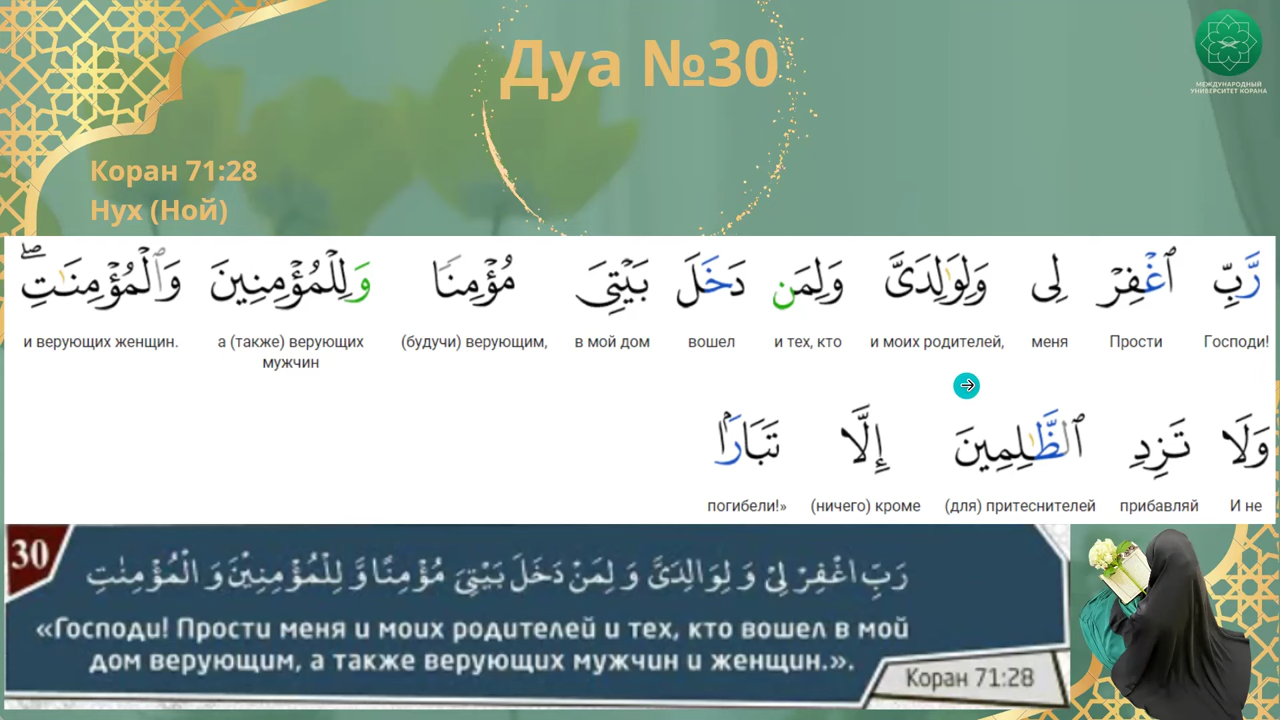 Дуа №30
МЕЖДУНАРОДНЫЙ
УНИВЕРСИТЕТ КОРАНА
Коран 71:28
Нух (Ной)
رَّبِّ ٱغْفِرْ لِى وَلِوَٰلِدَىَّ وَلِمَن دَخَلَ بَيْتِىَ مُؤْمِنًا وَلِلْمُؤْمِنِينَ وَٱلْمُؤْمِنَـٰتِۖ
Господи! Прости меня и моих родителей, и тех, кто вошел в мой дом (будучи) верующим, а (также) верующих мужчин и верующих женщин.
وَلَا تَزِدِ ٱلظَّـٰلِمِينَ إِلَّا تَبَارًۢا
И не прибавляй (для) притеснителей (ничего) кроме погибели!»
30
رَبِّ اغْفِرْ لِيْ وَ لِوَالِدَيَّ وَ لِمَنْ دَخَلَ بَيْتِيَ مُؤْمِنًا وَّ لِلْمُؤْمِنِيْنَ وَ الْمُؤْمِنٰتِ
«Господи! Прости меня и моих родителей и тех, кто вошел в мой
дом верующим, а также верующих мужчин и женщин.».
Коран 71:28